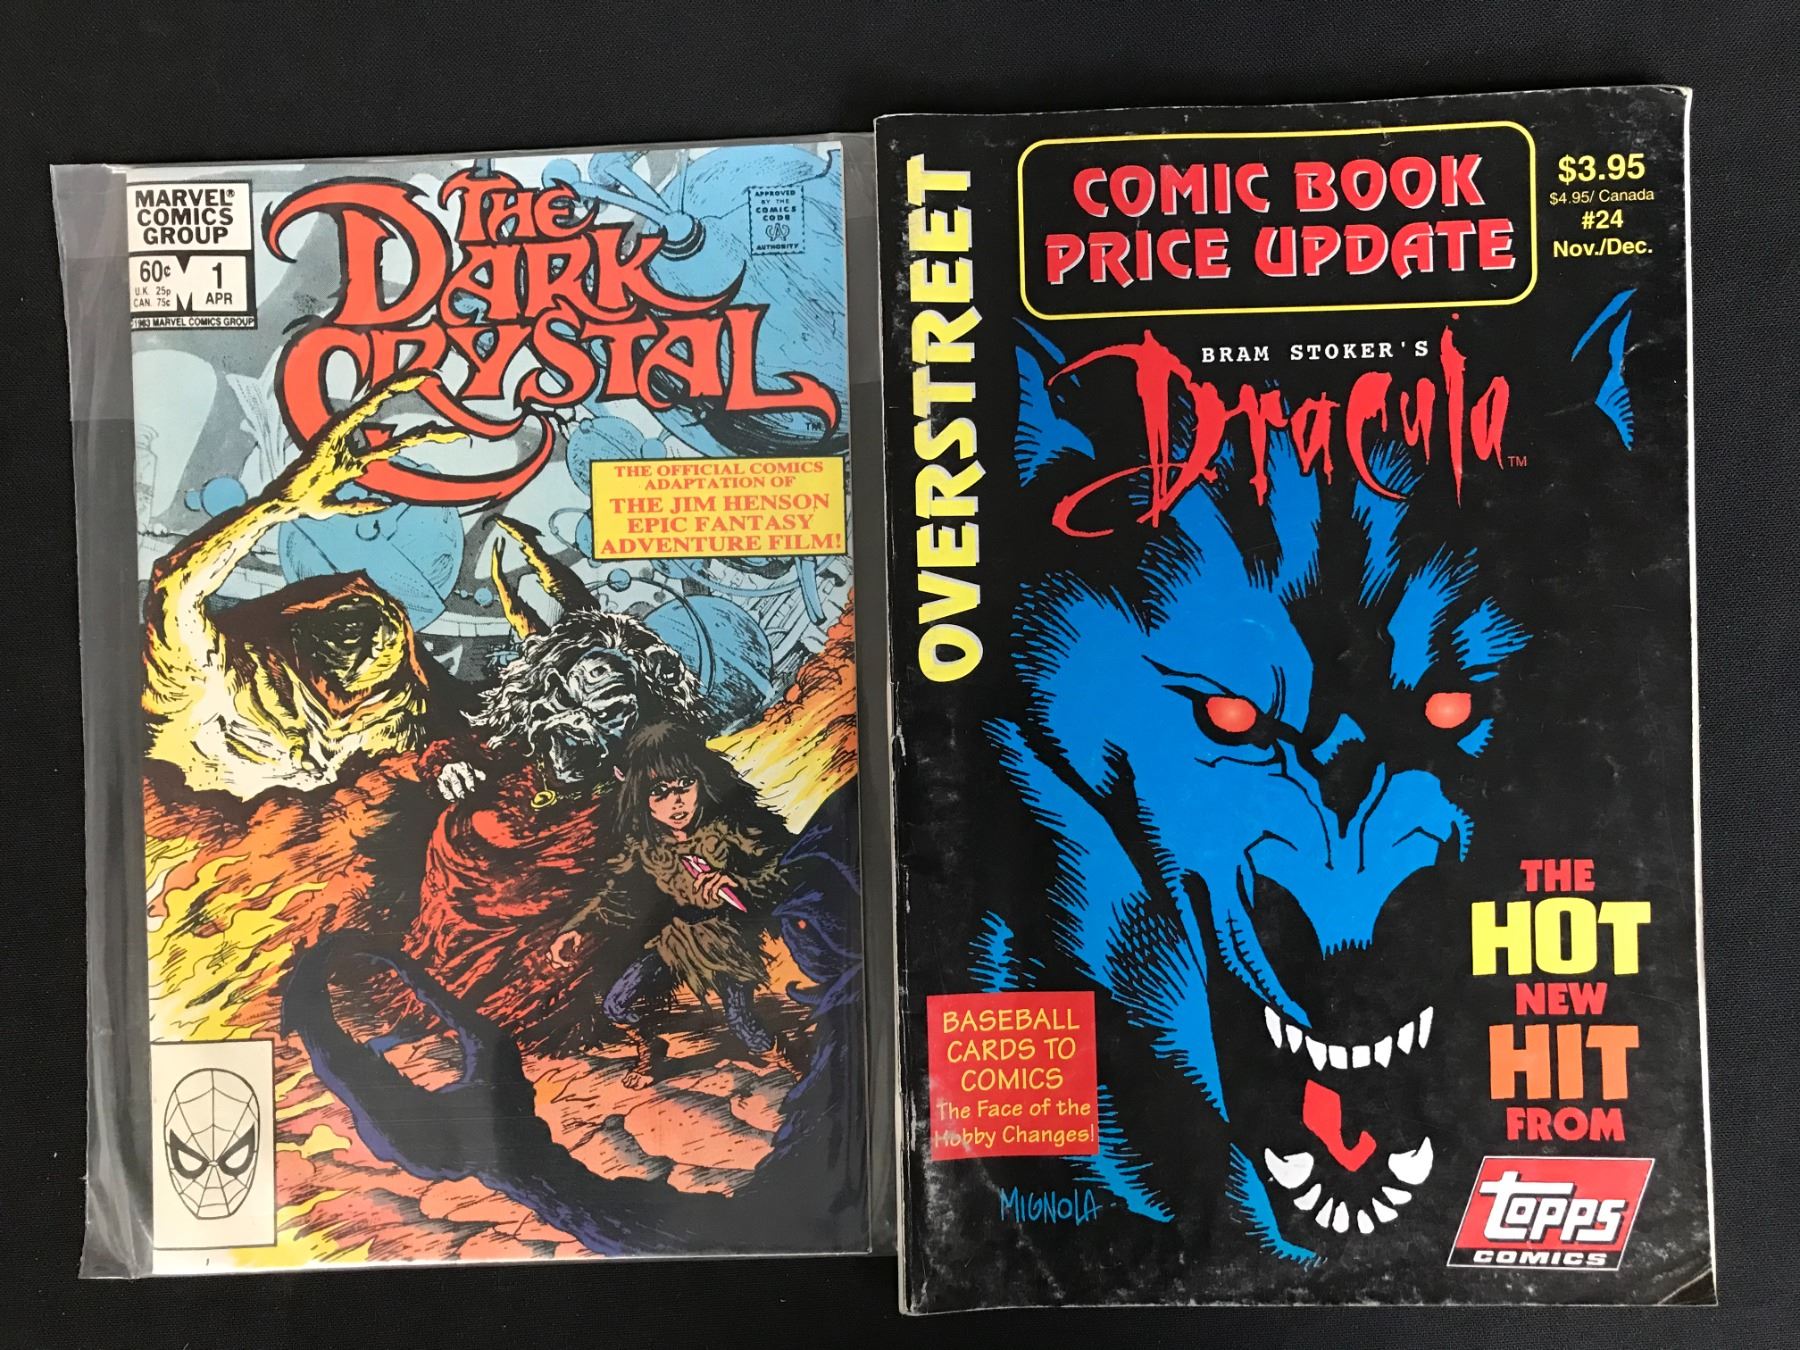 MARVEL®
COMICS
GROUP
60¢
U.K. 25p
CAN. 75¢
1
APR
©1983 MARVEL COMICS GROUP
THE
DARK
CRYSTAL
TM
APPROVED
BY THE
COMICS
CODE
AUTHORITY
THE OFFICIAL COMICS
ADAPTATION OF
THE JIM HENSON
EPIC FANTASY
ADVENTURE FILM!
OVERSTREET
COMIC BOOK
PRICE UPDATE
$3.95
$4.95/ Canada
#24
Nov./Dec.
BRAM STOKER'S
Dracula
TM
THE
HOT
NEW
HIT
FROM
TOPPS
COMICS
BASEBALL
CARDS TO
COMICS
The Face of the
Hobby Changes!
MIGNOLA